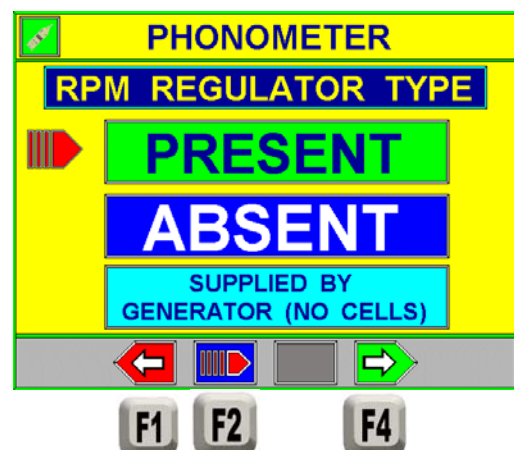 PHONOMETER
RPM REGULATOR TYPE
PRESENT
ABSENT
SUPPLIED BY
GENERATOR (NO CELLS)
F1 F2 F4